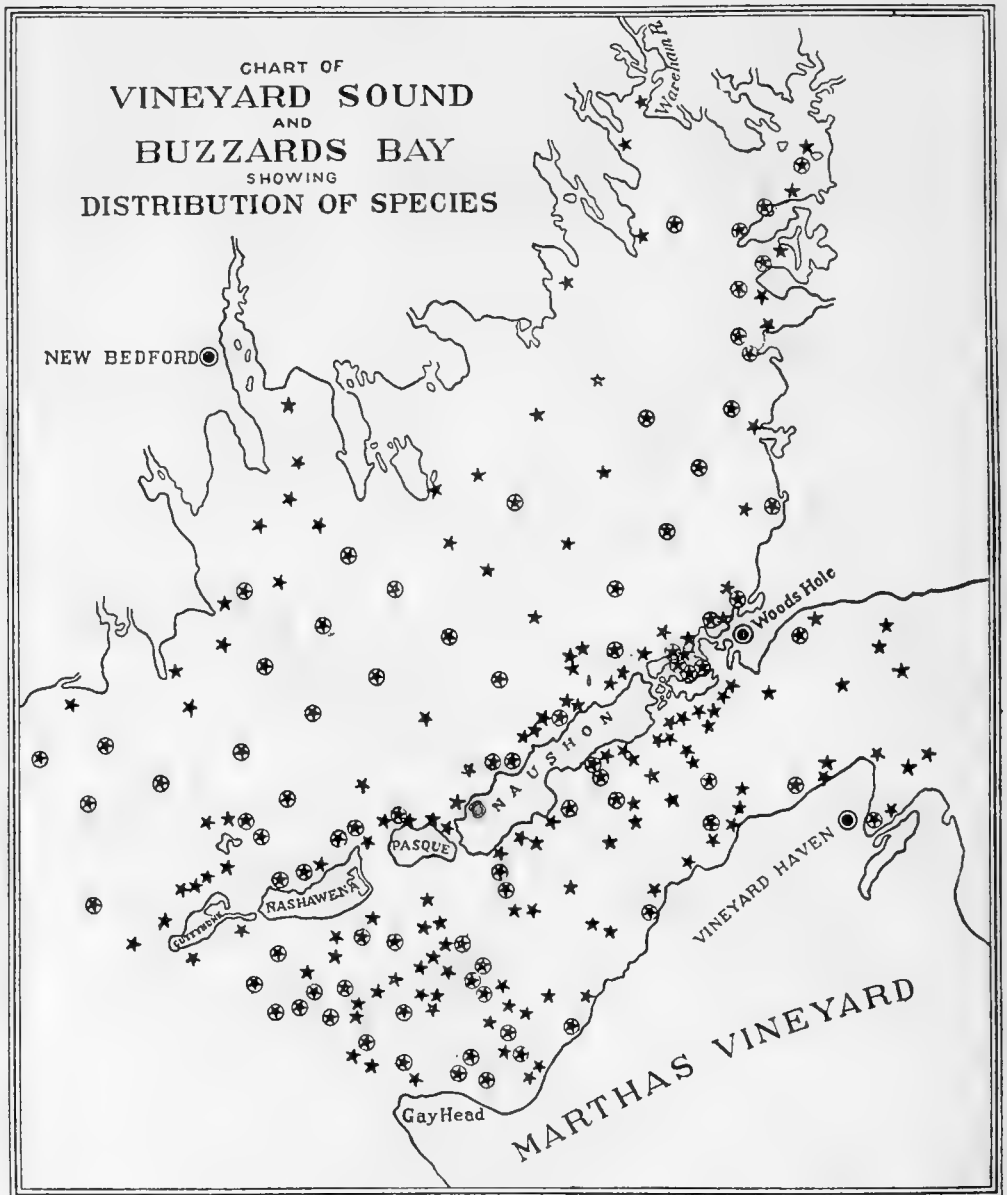 CHART OF
VINEYARD SOUND
AND
BUZZARDS BAY
SHOWING
DISTRIBUTION OF SPECIES
Wareham R.
NEW BEDFORD
Woods Hole
NAUSHON
PASQUE
NASHAWENA
CUTTYHUNK
VINEYARD HAVEN
MARTHAS VINEYARD
Gay Head